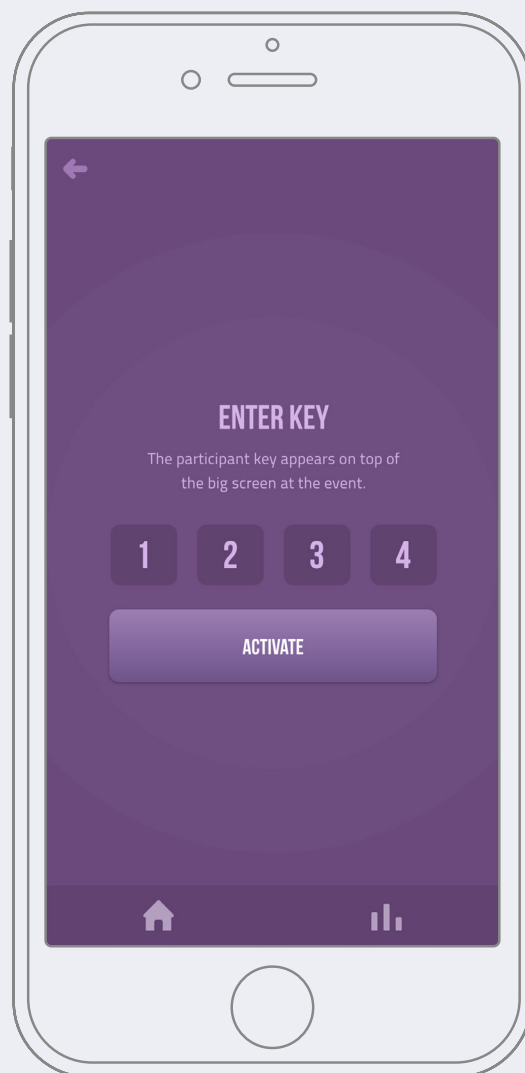 ENTER KEY
The participant key appears on top of
the big screen at the event.
1 2 3 4
ACTIVATE